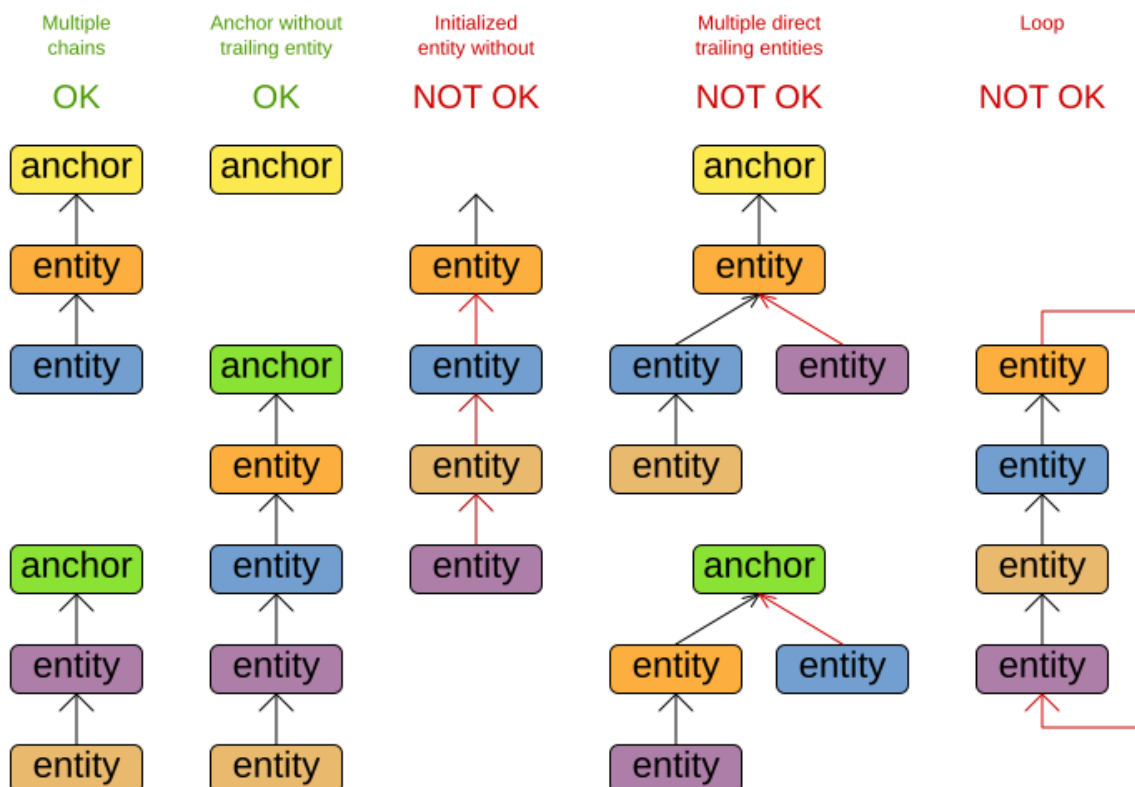 Multiple
chains
OK
anchor
entity
entity
anchor
entity
entity
Anchor without
trailing entity
OK
anchor
anchor
entity
entity
entity
entity
Initialized
entity without
NOT OK
entity
entity
entity
entity
Multiple direct
trailing entities
NOT OK
anchor
entity
entity entity
entity
anchor
entity entity
entity
Loop
NOT OK
entity
entity
entity
entity